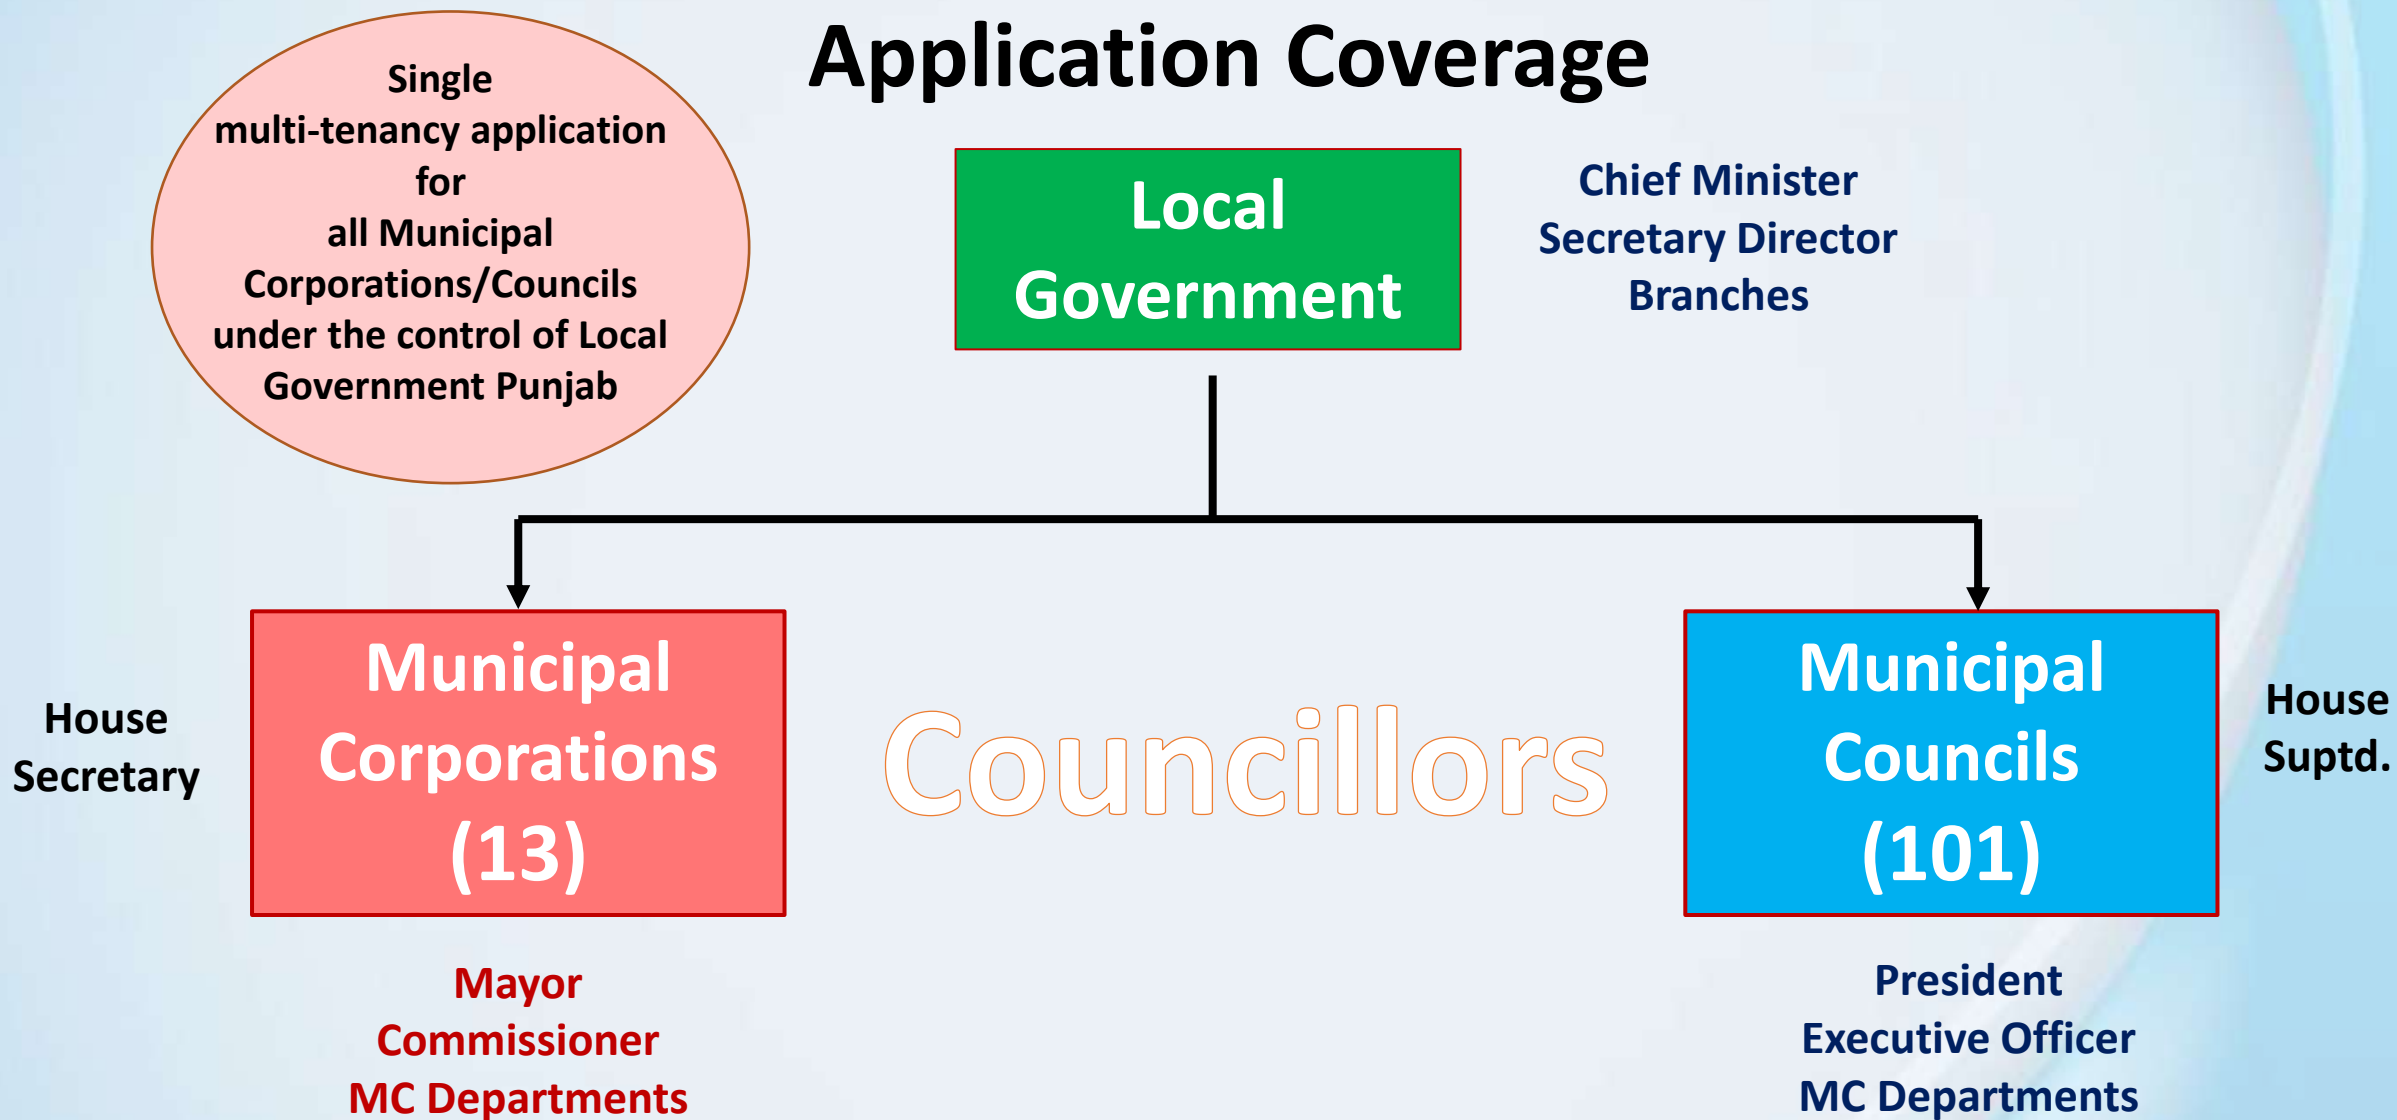 Application Coverage
Single
multi-tenancy application
for
all Municipal
Corporations/Councils
under the control of Local
Government Punjab
Local
Government
Chief Minister
Secretary Director
Branches
House
Secretary
Municipal
Corporations
(13)
Councillors
Municipal
Councils
(101)
House
Suptd.
Mayor
Commissioner
MC Departments
President
Executive Officer
MC Departments